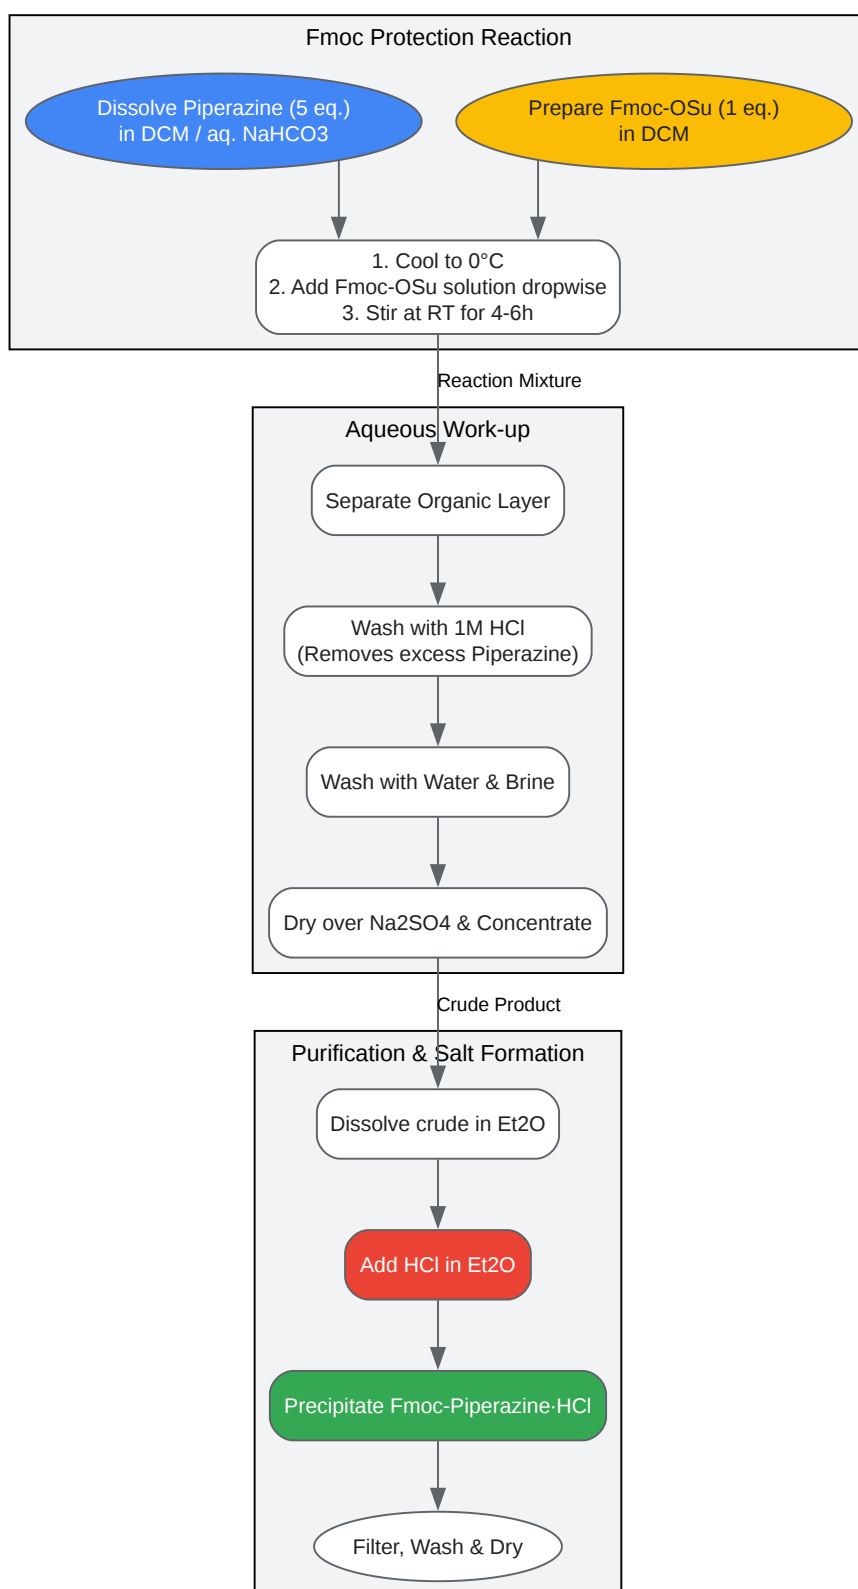 Fmoc Protection Reaction
Dissolve Piperazine (5 eq.)
in DCM / aq. NaHCO3
Prepare Fmoc-OSu (1 eq.)
in DCM
1. Cool to 0°C
2. Add Fmoc-OSu solution dropwise
3. Stir at RT for 4-6h
Reaction Mixture
Aqueous Work-up
Separate Organic Layer
Wash with 1M HCl
(Removes excess Piperazine)
Wash with Water & Brine
Dry over Na2SO4 & Concentrate
Crude Product
Purification & Salt Formation
Dissolve crude in Et2O
Add HCl in Et2O
Precipitate Fmoc-Piperazine·HCl
Filter, Wash & Dry